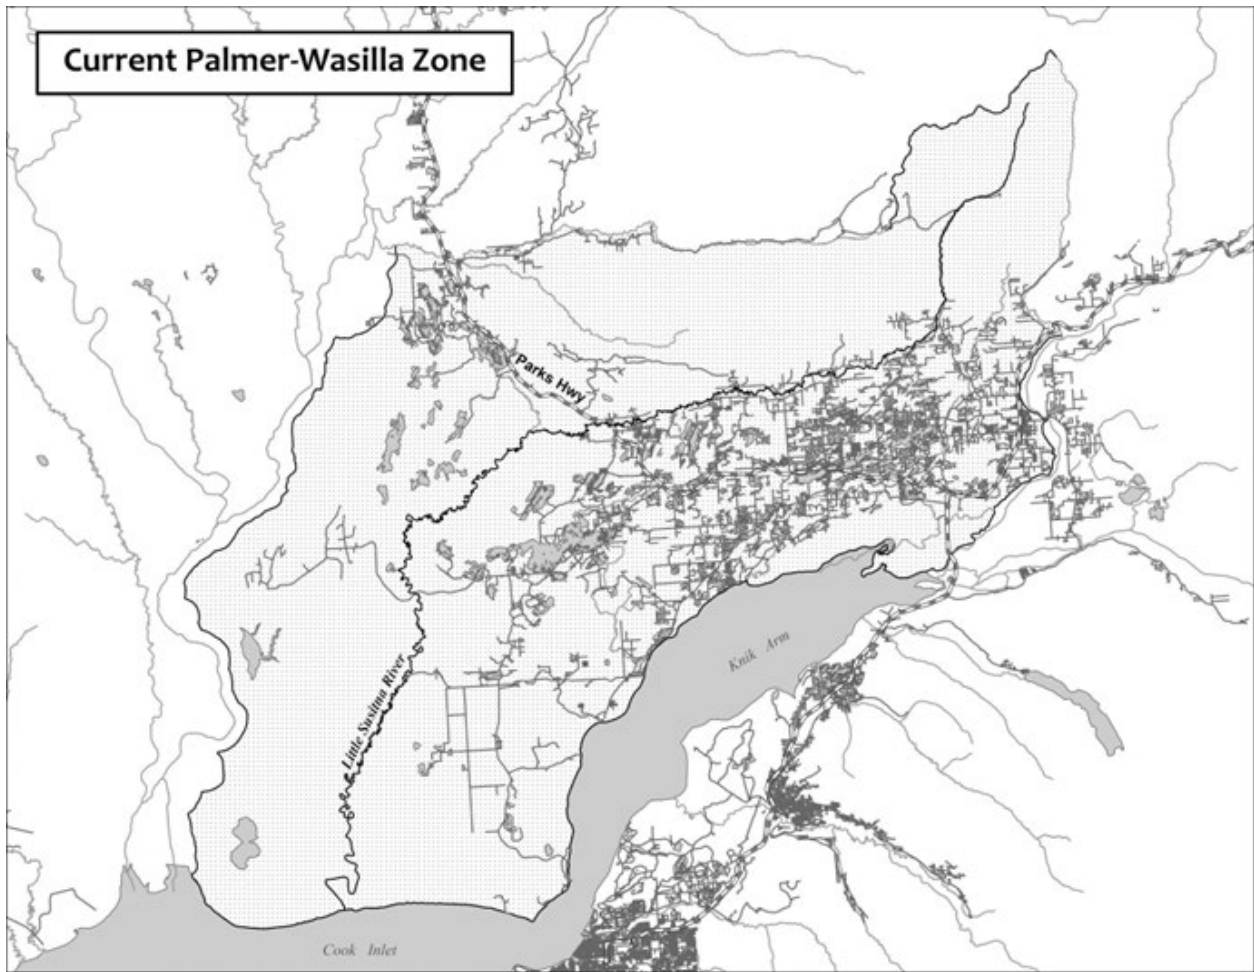 Current Palmer-Wasilla Zone
Parks Hwy
Little Susitna River
Knik Arm
Cook Inlet